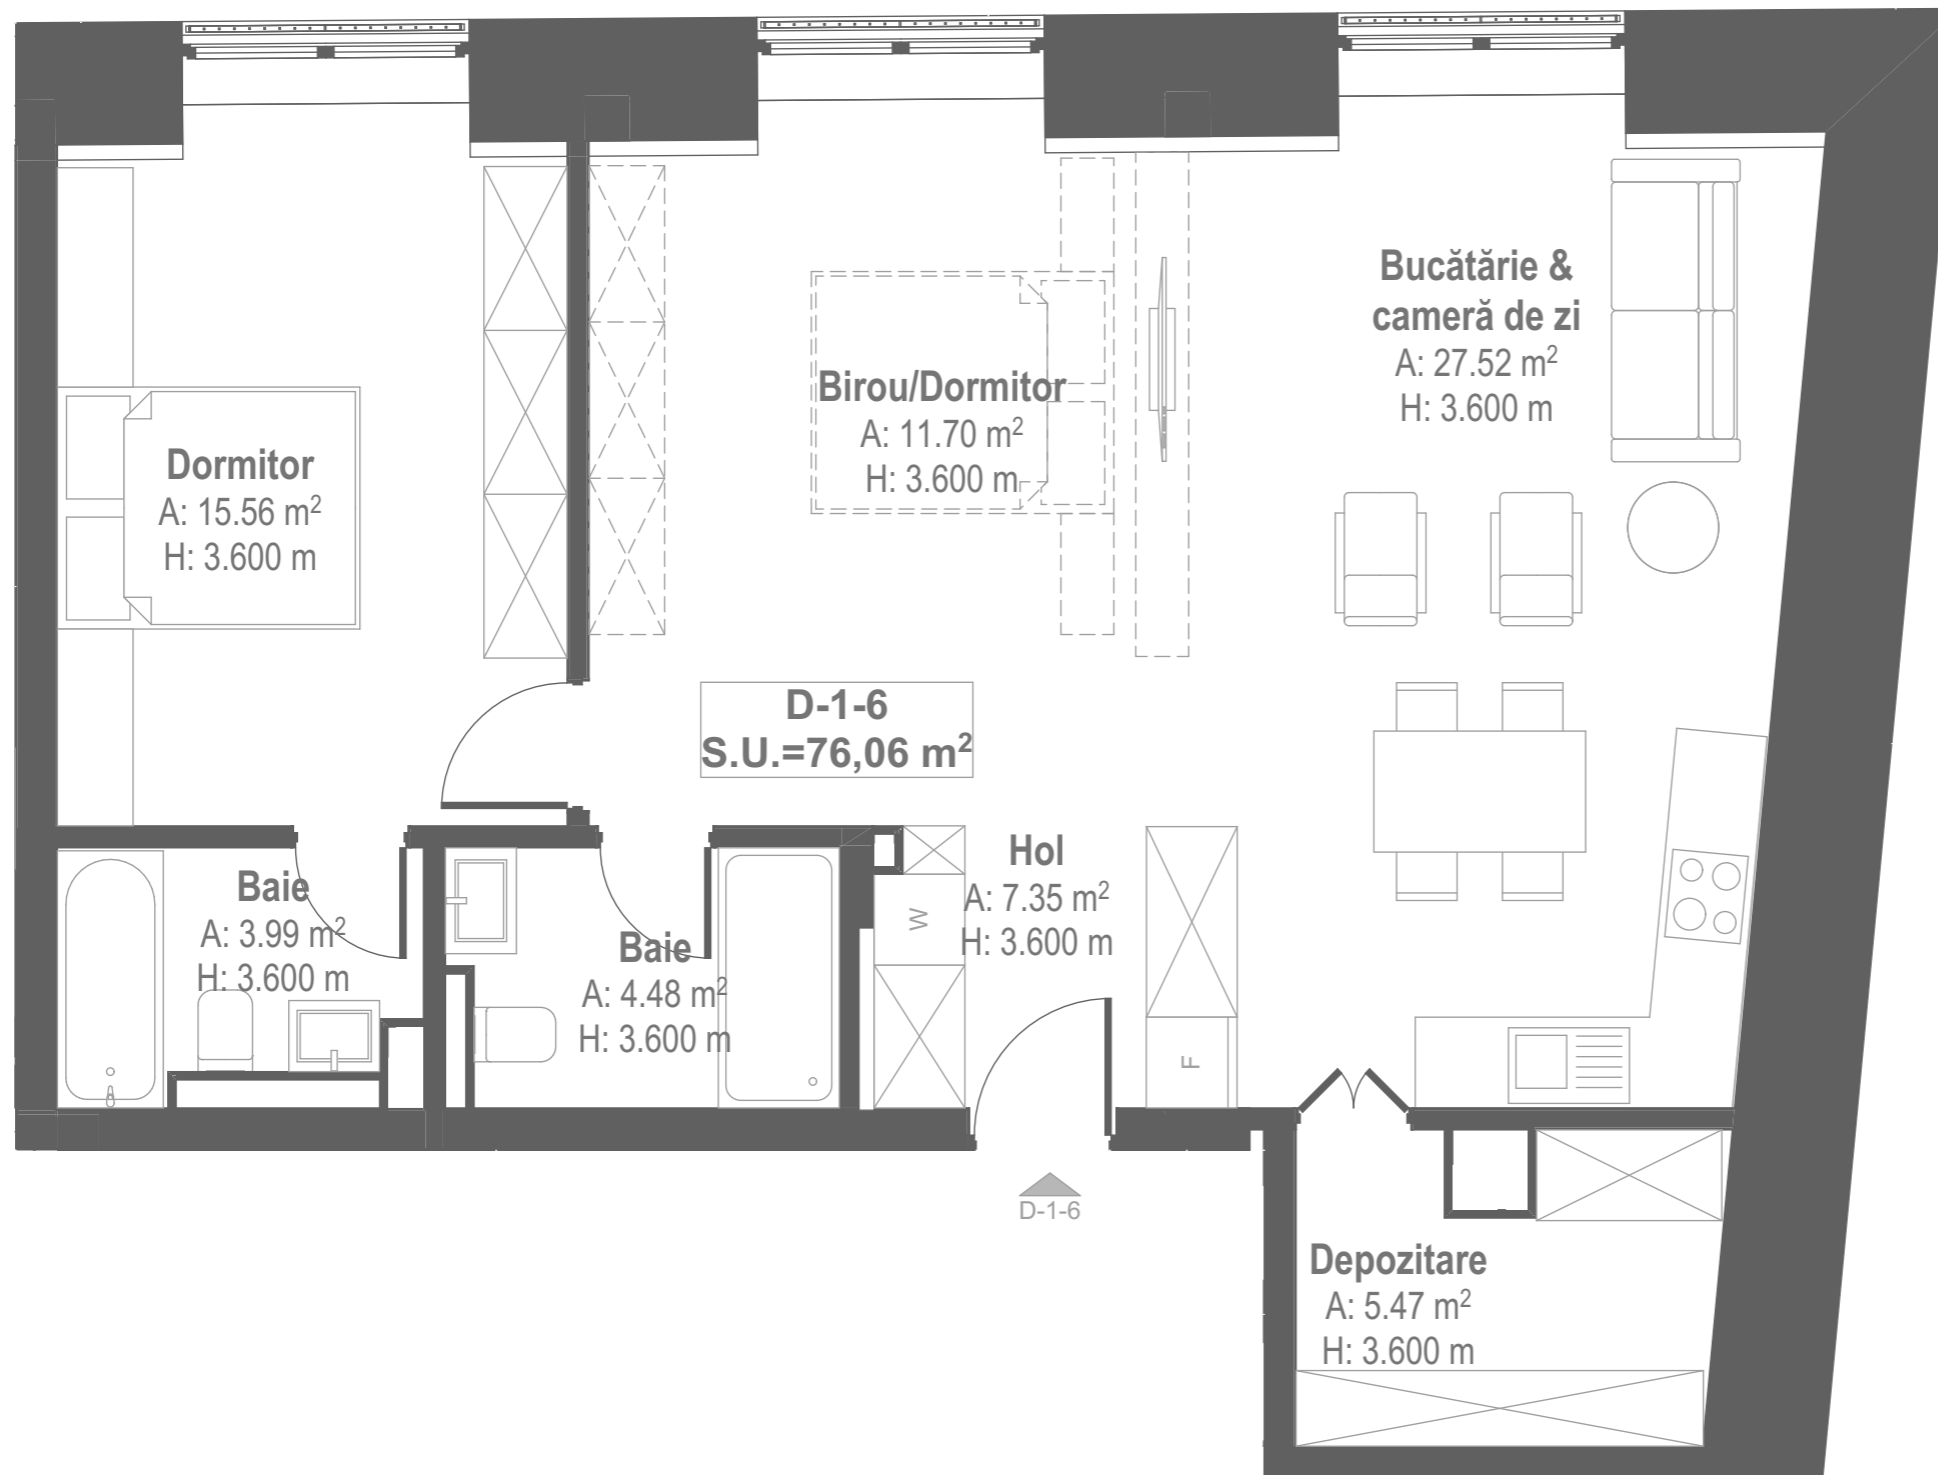 Bucătărie &
cameră de zi
A: 27.52 m²
H: 3.600 m
Birou/Dormitor
A: 11.70 m²
H: 3.600 m
Dormitor
A: 15.56 m²
H: 3.600 m
D-1-6
S.U.=76,06 m²
Hol
A: 7.35 m²
H: 3.600 m
W
F
Baie
A: 3.99 m²
H: 3.600 m
Baie
A: 4.48 m²
H: 3.600 m
D-1-6
Depozitare
A: 5.47 m²
H: 3.600 m